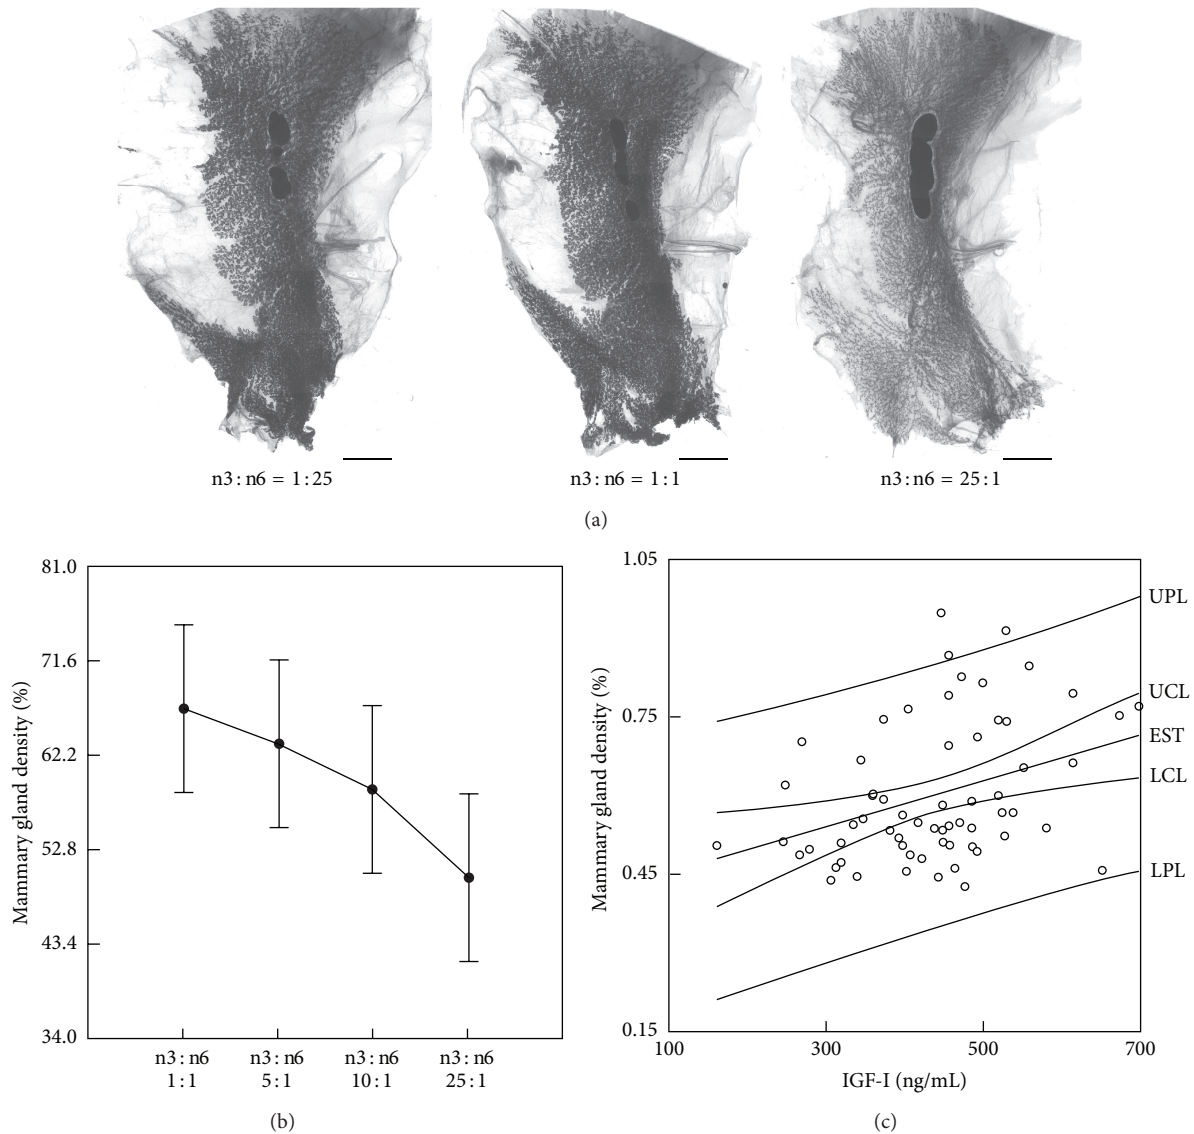 n3:n6 = 1:25
n3:n6 = 1:1
n3:n6 = 25:1
(a)
Mammary gland density (%)
81.0
71.6
62.2
52.8
43.4
34.0
n3:n6
1:1
n3:n6
5:1
n3:n6
10:1
n3:n6
25:1
(b)
Mammary gland density (%)
1.05
0.75
0.45
0.15
100
300
500
700
UPL
UCL
EST
LCL
LPL
IGF-I (ng/mL)
(c)